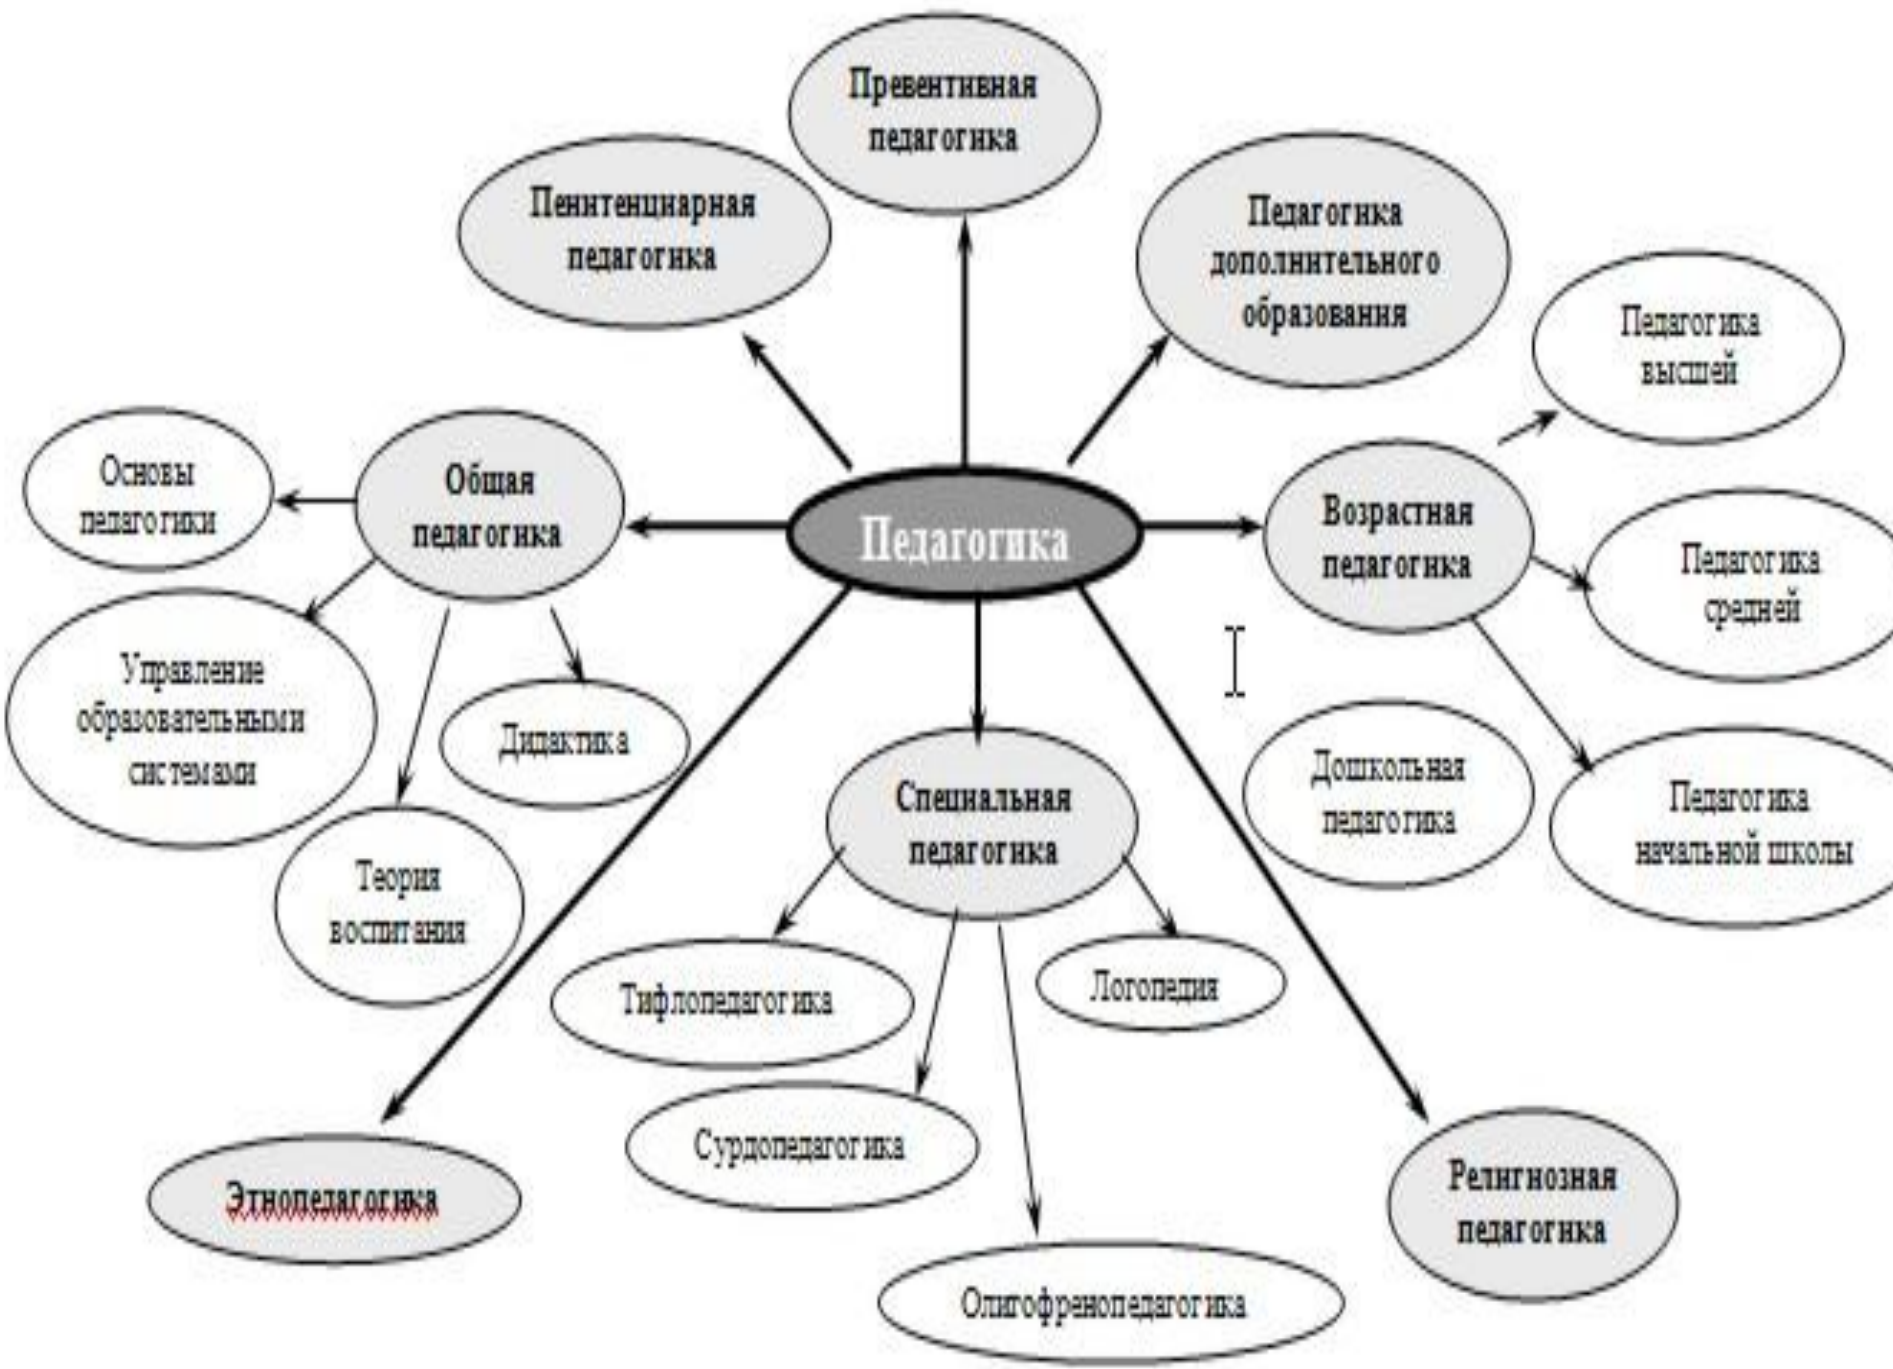 Превентивная
педагогика
Пенитенциарная
педагогика
Педагогика
дополнительного
образования
Педагогика
высшей
Основы
педагогики
Общая
педагогика
Педагогика
Возрастная
педагогика
Педагогика
средней
Управление
образовательными
системами
Дидактика
Теория
воспитания
Специальная
педагогика
Дошкольная
педагогика
Педагогика
начальной школы
Тифлопедагогика
Логопедия
Сурдопедагогика
Этнопедагогика
Религиозная
педагогика
Олигофренопедагогика